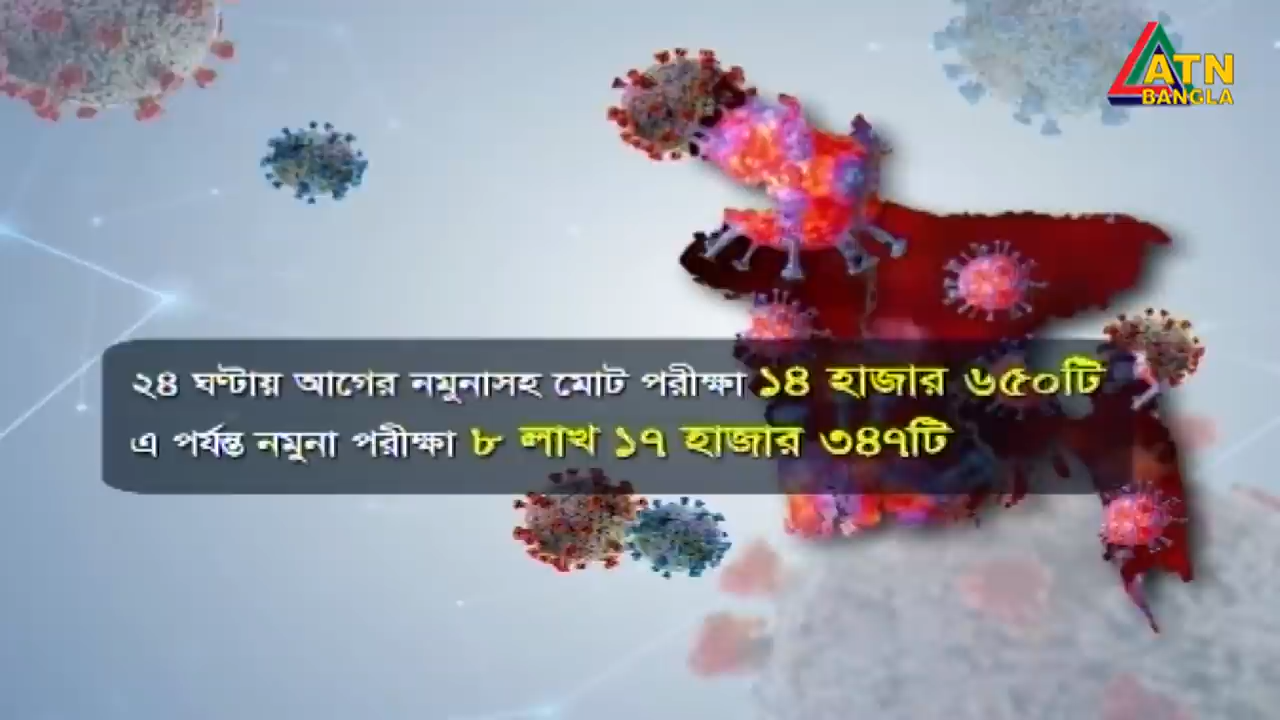 ATN
BANGLA
২৪ ঘণ্টায় আগের নমুনাসহ মোট পরীক্ষা ১৪ হাজার ৬৫০টি
এ পর্যন্ত নমুনা পরীক্ষা ৮ লাখ ১৭ হাজার ৩৪৭টি